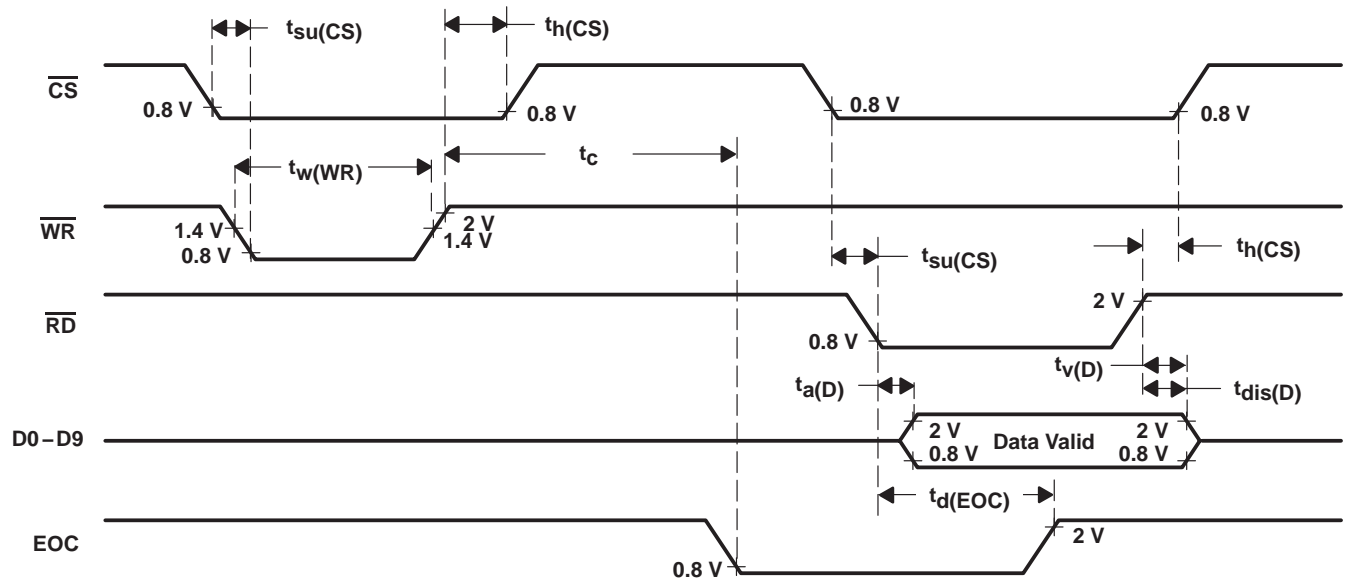 tsu(CS)
th(CS)
CS
0.8 V
0.8 V
0.8 V
0.8 V
tw(WR)
tc
WR
1.4 V
0.8 V
2 V
1.4 V
tsu(CS)
th(CS)
RD
0.8 V
2 V
ta(D)
tv(D)
tdis(D)
D0–D9
2 V
0.8 V
Data Valid
2 V
0.8 V
td(EOC)
EOC
0.8 V
2 V